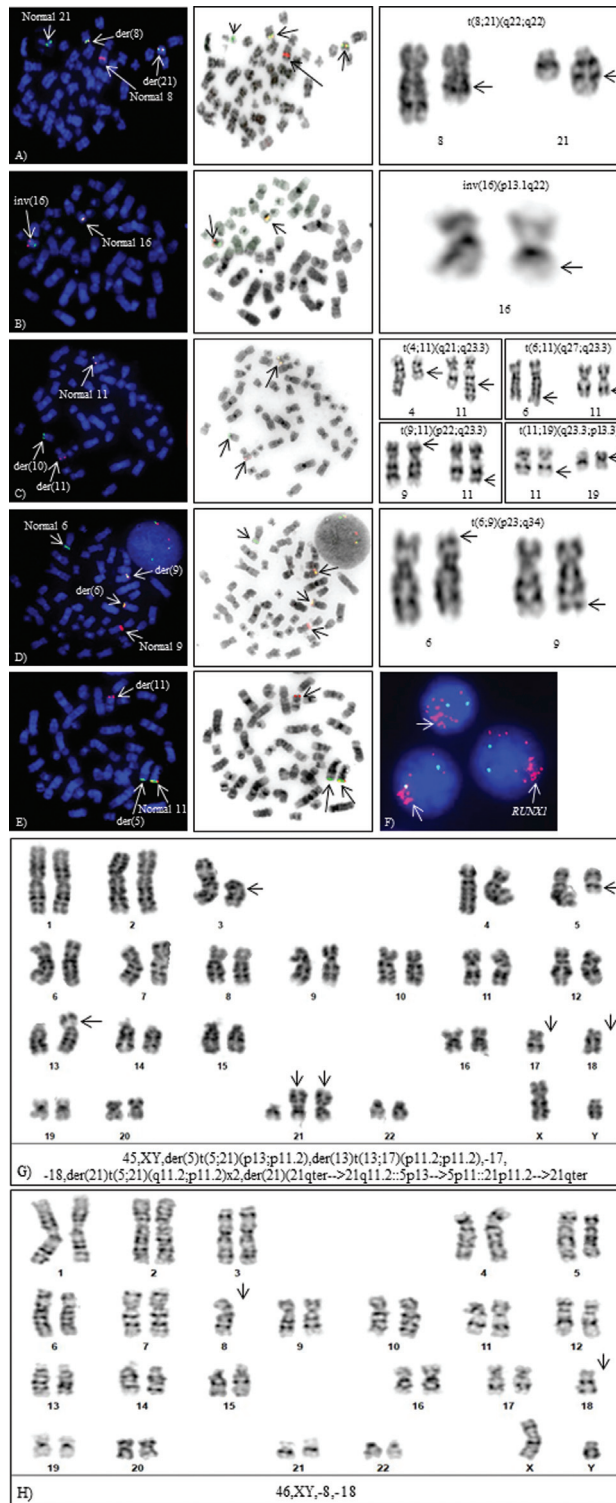 Normal 21
der(8)
der(21)
Normal 8
A)
t(8;21)(q22;q22)
8 21
inv(16)
Normal 16
B)
inv(16)(p13.1q22)
16
Normal 11
der(10)
der(11)
C)
t(4;11)(q21;q23.3)
4 11
t(6;11)(q27;q23.3)
6 11
t(9;11)(p22;q23.3)
9 11
t(11;19)(q23.3;p13.3)
11 19
Normal 6
der(9)
der(6)
Normal 9
D)
t(6;9)(p23;q34)
6 9
der(11)
Normal 11
der(5)
E)
RUNX1
F)
1 2 3 4 5
6 7 8 9 10 11 12
13 14 15 16 17 18
19 20 21 22 X Y
45,XY,der(5)t(5;21)(p13;p11.2),der(13)t(13;17)(p11.2;p11.2),-17,
G) -18,der(21)t(5;21)(q11.2;p11.2)x2,der(21)(21qter-->21q11.2::5p13-->5p11::21p11.2-->21qter
1 2 3 4 5
6 7 8 9 10 11 12
13 14 15 16 17 18
19 20 21 22 X Y
H) 46,XY,-8,-18